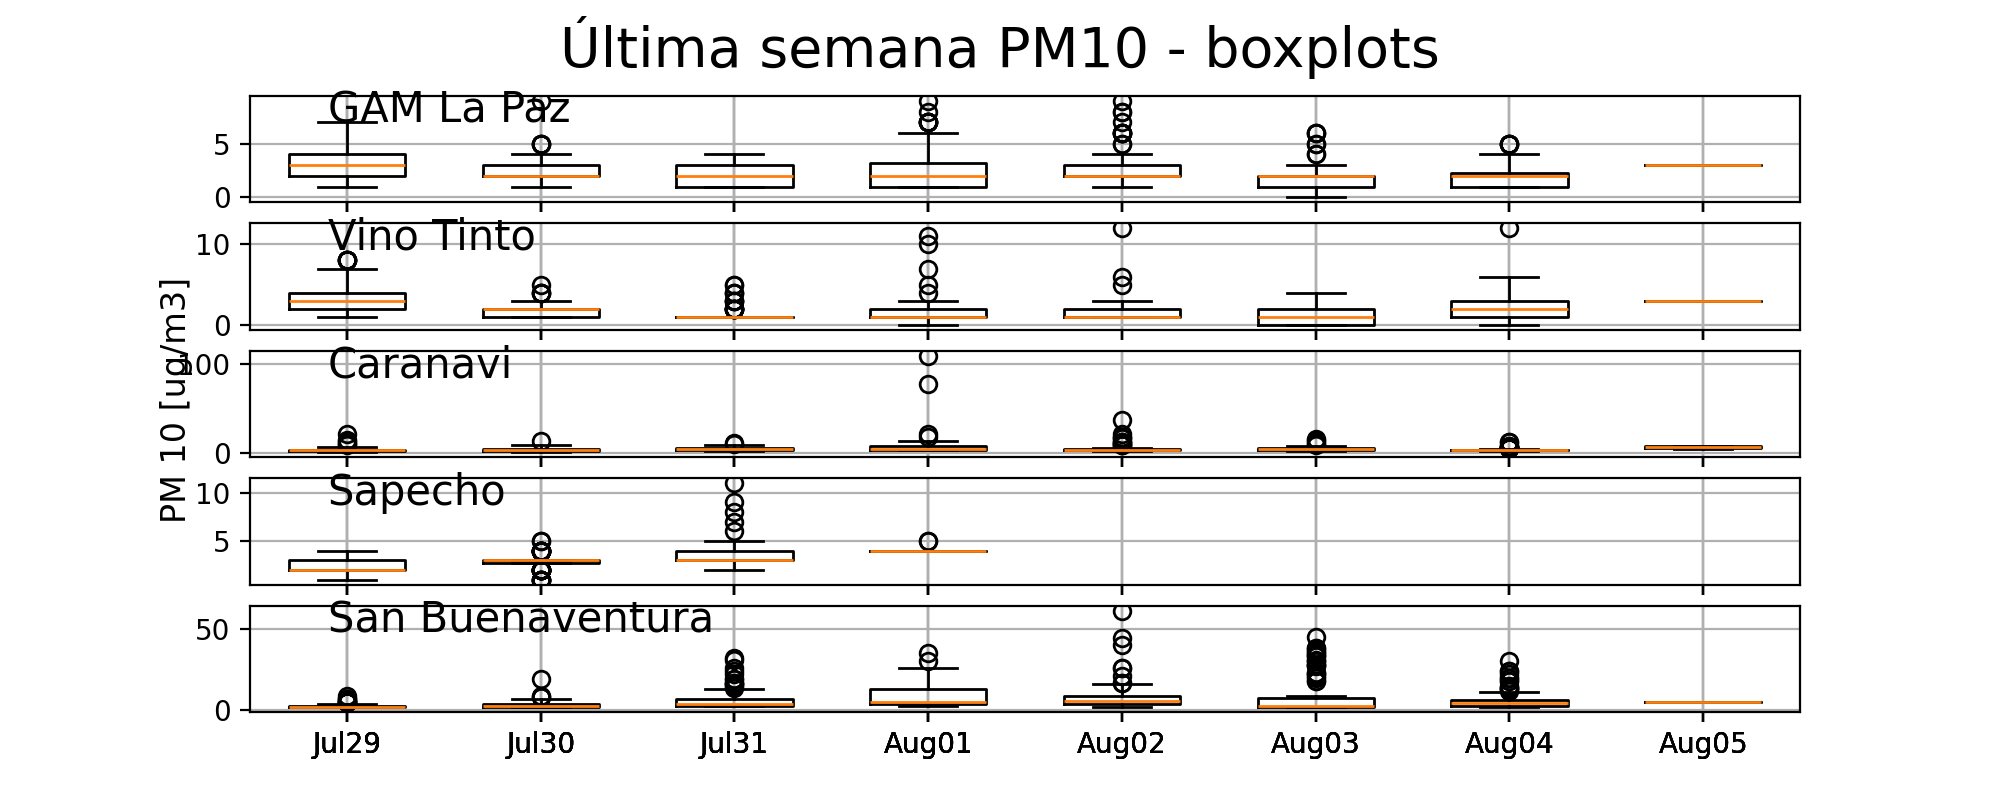 Última semana PM10 - boxplots
GAM La Paz
5
0
Vino Tinto
10
0
PM 10 [ug/m3]
Caranavi
100
0
Sapecho
10
5
San Buenaventura
50
0
Jul29 Jul30 Jul31 Aug01 Aug02 Aug03 Aug04 Aug05